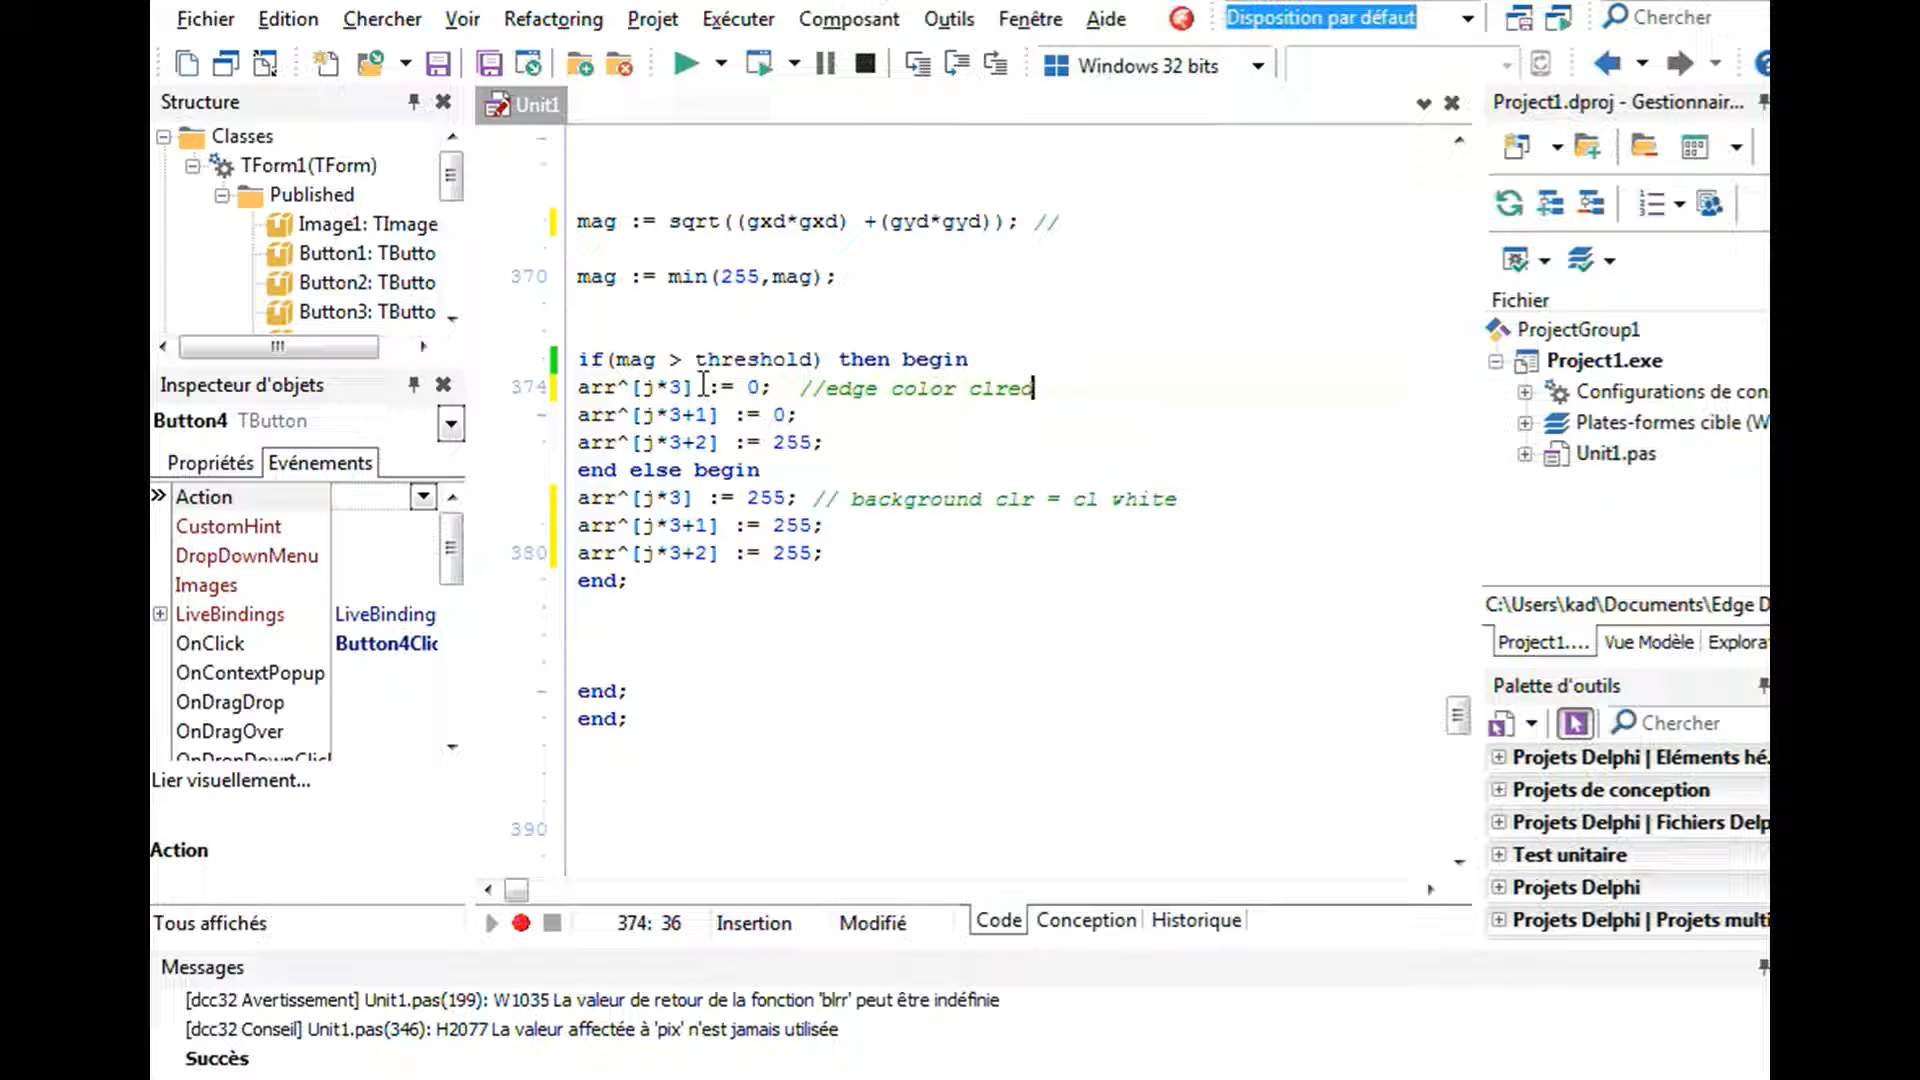 Fichier Edition Chercher Voir Refactoring Projet Exécuter Composant Outils Fenêtre Aide Disposition par défaut Chercher
Windows 32 bits
Structure
Classes
TForm1(TForm)
Published
Image1: TImage
Button1: TButto
Button2: TButto
Button3: TButto
Inspecteur d'objets
Button4 TButton
Propriétés Evénements
Action
CustomHint
DropDownMenu
Images
LiveBindings LiveBinding
OnClick Button4Clic
OnContextPopup
OnDragDrop
OnDragOver
OnDropDownClick
Lier visuellement...
Action
Tous affichés
Unit1
mag := sqrt((gxd*gxd) +(gyd*gyd)); //
370 mag := min(255,mag);
if(mag > threshold) then begin
374 arr^[j*3] := 0; //edge color clred
arr^[j*3+1] := 0;
arr^[j*3+2] := 255;
end else begin
arr^[j*3] := 255; // background clr = cl white
arr^[j*3+1] := 255;
380 arr^[j*3+2] := 255;
end;
end;
end;
390
374: 36 Insertion Modifié Code Conception Historique
Project1.dproj - Gestionnair...
Fichier
ProjectGroup1
Project1.exe
Configurations de con
Plates-formes cible (W
Unit1.pas
C:\Users\kad\Documents\Edge D
Project1.... Vue Modèle Explora
Palette d'outils
Chercher
Projets Delphi | Eléments hé.
Projets de conception
Projets Delphi | Fichiers Delp
Test unitaire
Projets Delphi
Projets Delphi | Projets multi
Messages
[dcc32 Avertissement] Unit1.pas(199): W1035 La valeur de retour de la fonction 'blrr' peut être indéfinie
[dcc32 Conseil] Unit1.pas(346): H2077 La valeur affectée à 'pix' n'est jamais utilisée
Succès